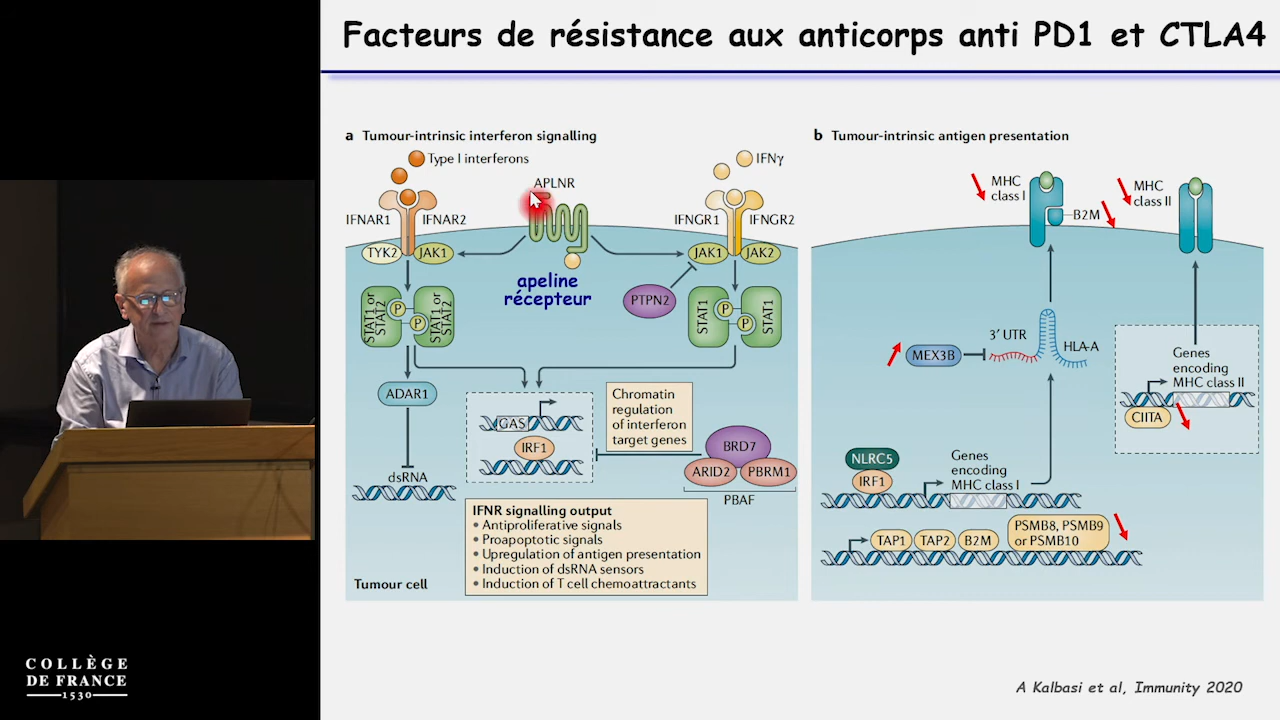 Facteurs de résistance aux anticorps anti PD1 et CTLA4
a Tumour-intrinsic interferon signalling
Type I interferons
APLNR
IFNγ
IFNAR1
IFNAR2
IFNGR1
IFNGR2
TYK2
JAK1
JAK1
JAK2
apeline
récepteur
PTPN2
STAT1 or
STAT2
P
P
STAT1 or
STAT2
STAT1
P
P
STAT1
ADAR1
dsRNA
GAS
IRF1
Chromatin
regulation
of interferon
target genes
BRD7
ARID2
PBRM1
PBAF
IFNR signalling output
• Antiproliferative signals
• Proapoptotic signals
• Upregulation of antigen presentation
• Induction of dsRNA sensors
• Induction of T cell chemoattractants
Tumour cell
b Tumour-intrinsic antigen presentation
MHC
class I
B2M
MHC
class II
3′ UTR
HLA-A
MEX3B
Genes
encoding
MHC class II
CIITA
NLRC5
IRF1
Genes
encoding
MHC class I
TAP1
TAP2
B2M
PSMB8, PSMB9
or PSMB10
COLLÈGE
DE FRANCE
1530
A Kalbasi et al, Immunity 2020